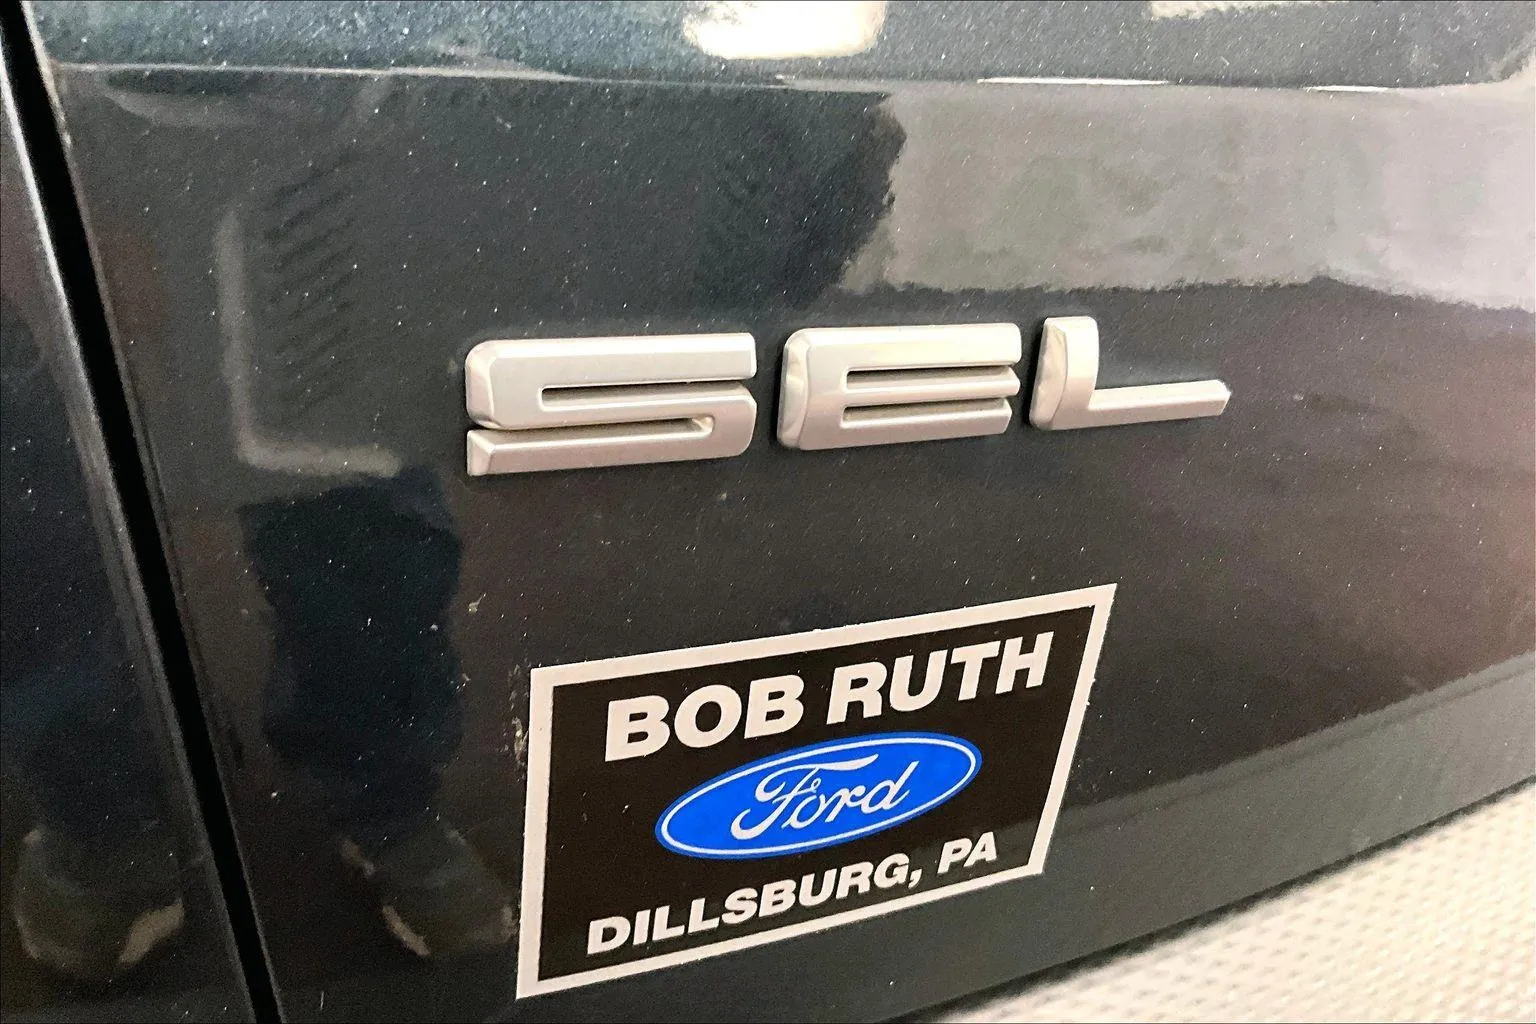 SEL
BOB RUTH
Ford
DILLSBURG, PA